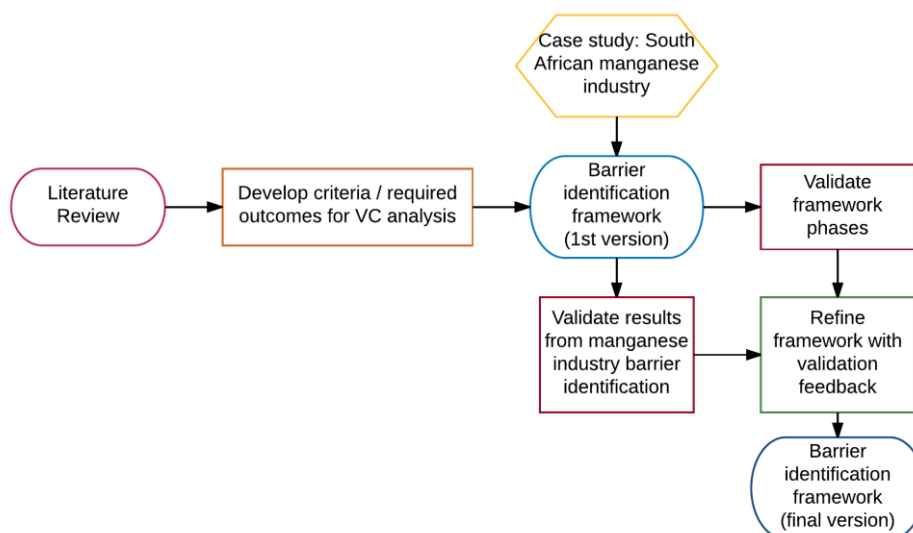 Case study: South
African manganese
industry
Literature
Review
Develop criteria / required
outcomes for VC analysis
Barrier
identification
framework
(1st version)
Validate
framework
phases
Validate results
from manganese
industry barrier
identification
Refine
framework with
validation
feedback
Barrier
identification
framework
(final version)